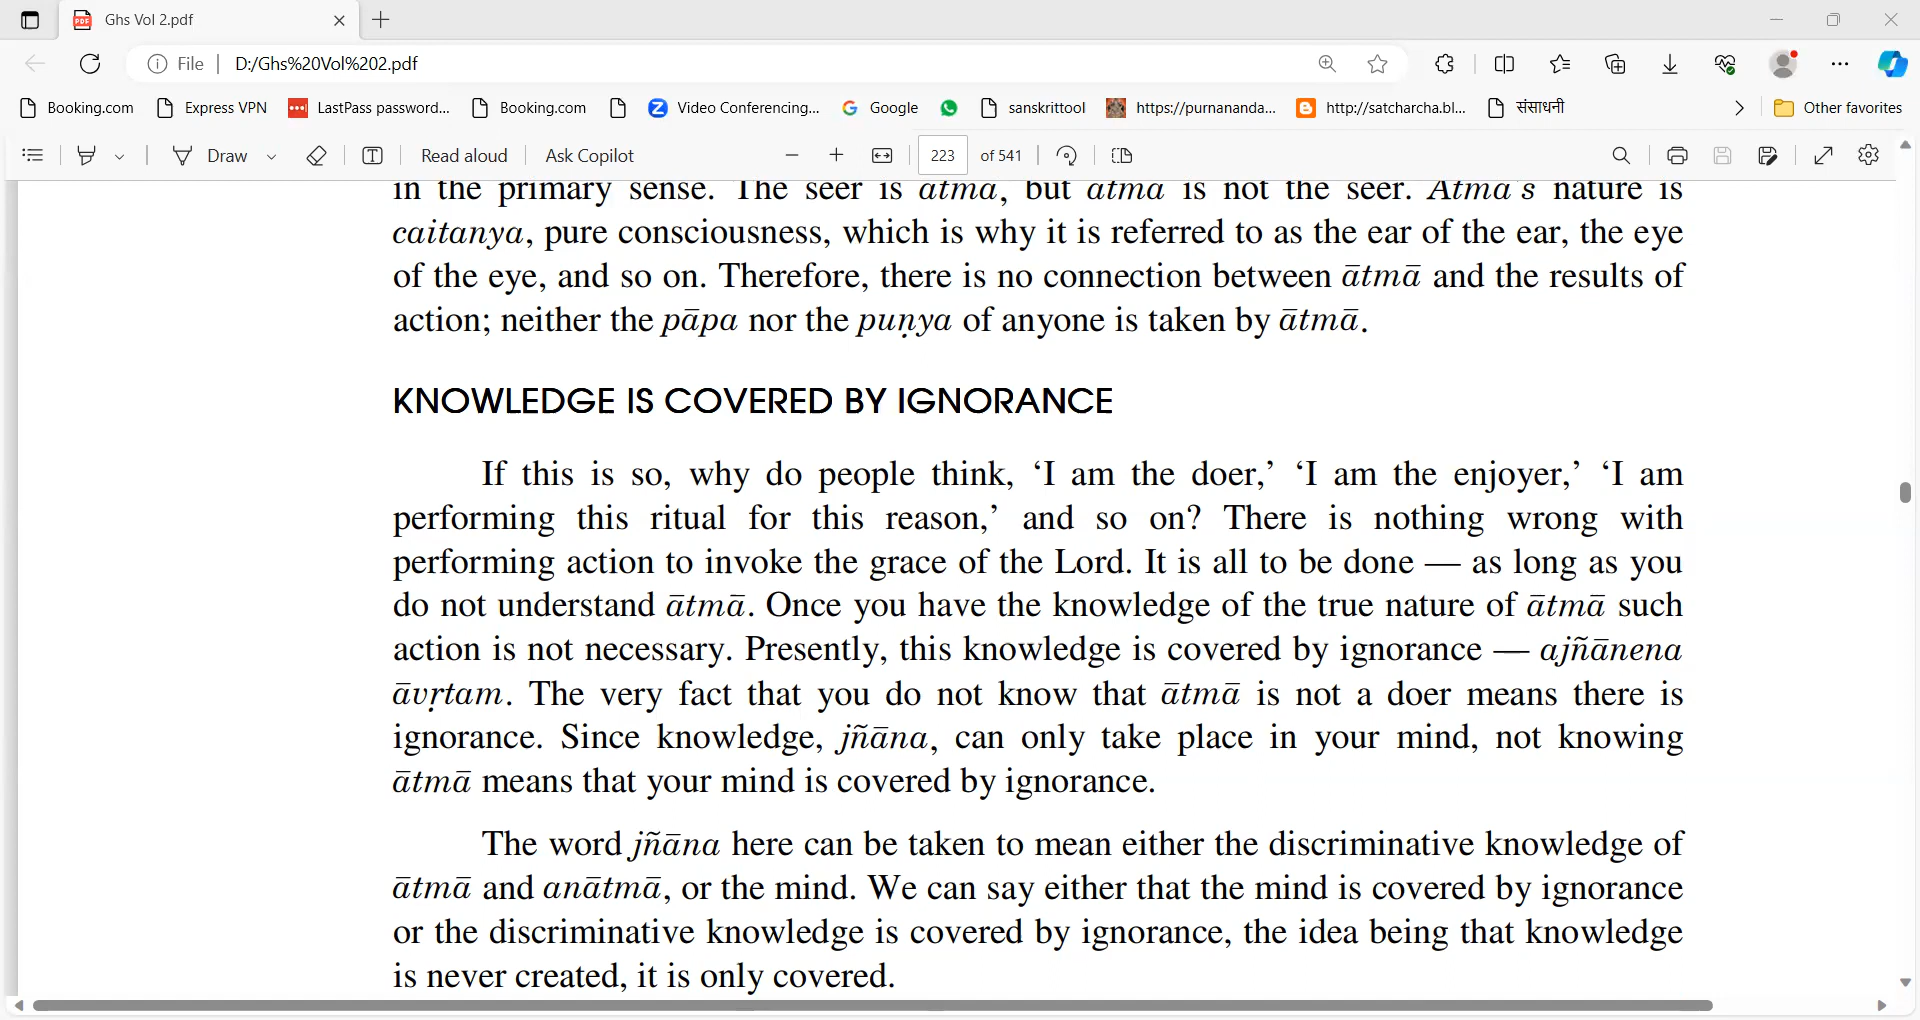 Ghs Vol 2.pdf
File | D:/Ghs%20Vol%202.pdf
Booking.com Express VPN LastPass password... Booking.com Video Conferencing... Google sanskrittool https://purnananda... http://satcharcha.bl... संसाधनी Other favorites
Draw Read aloud Ask Copilot 223 of 541
in the primary sense. The seer is ātmā, but ātmā is not the seer. Ātmā's nature is
caitanya, pure consciousness, which is why it is referred to as the ear of the ear, the eye
of the eye, and so on. Therefore, there is no connection between ātmā and the results of
action; neither the pāpa nor the puṇya of anyone is taken by ātmā.
KNOWLEDGE IS COVERED BY IGNORANCE
If this is so, why do people think, ‘I am the doer,’ ‘I am the enjoyer,’ ‘I am
performing this ritual for this reason,’ and so on? There is nothing wrong with
performing action to invoke the grace of the Lord. It is all to be done — as long as you
do not understand ātmā. Once you have the knowledge of the true nature of ātmā such
action is not necessary. Presently, this knowledge is covered by ignorance — ajñānena
āvṛtam. The very fact that you do not know that ātmā is not a doer means there is
ignorance. Since knowledge, jñāna, can only take place in your mind, not knowing
ātmā means that your mind is covered by ignorance.
The word jñāna here can be taken to mean either the discriminative knowledge of
ātmā and anātmā, or the mind. We can say either that the mind is covered by ignorance
or the discriminative knowledge is covered by ignorance, the idea being that knowledge
is never created, it is only covered.